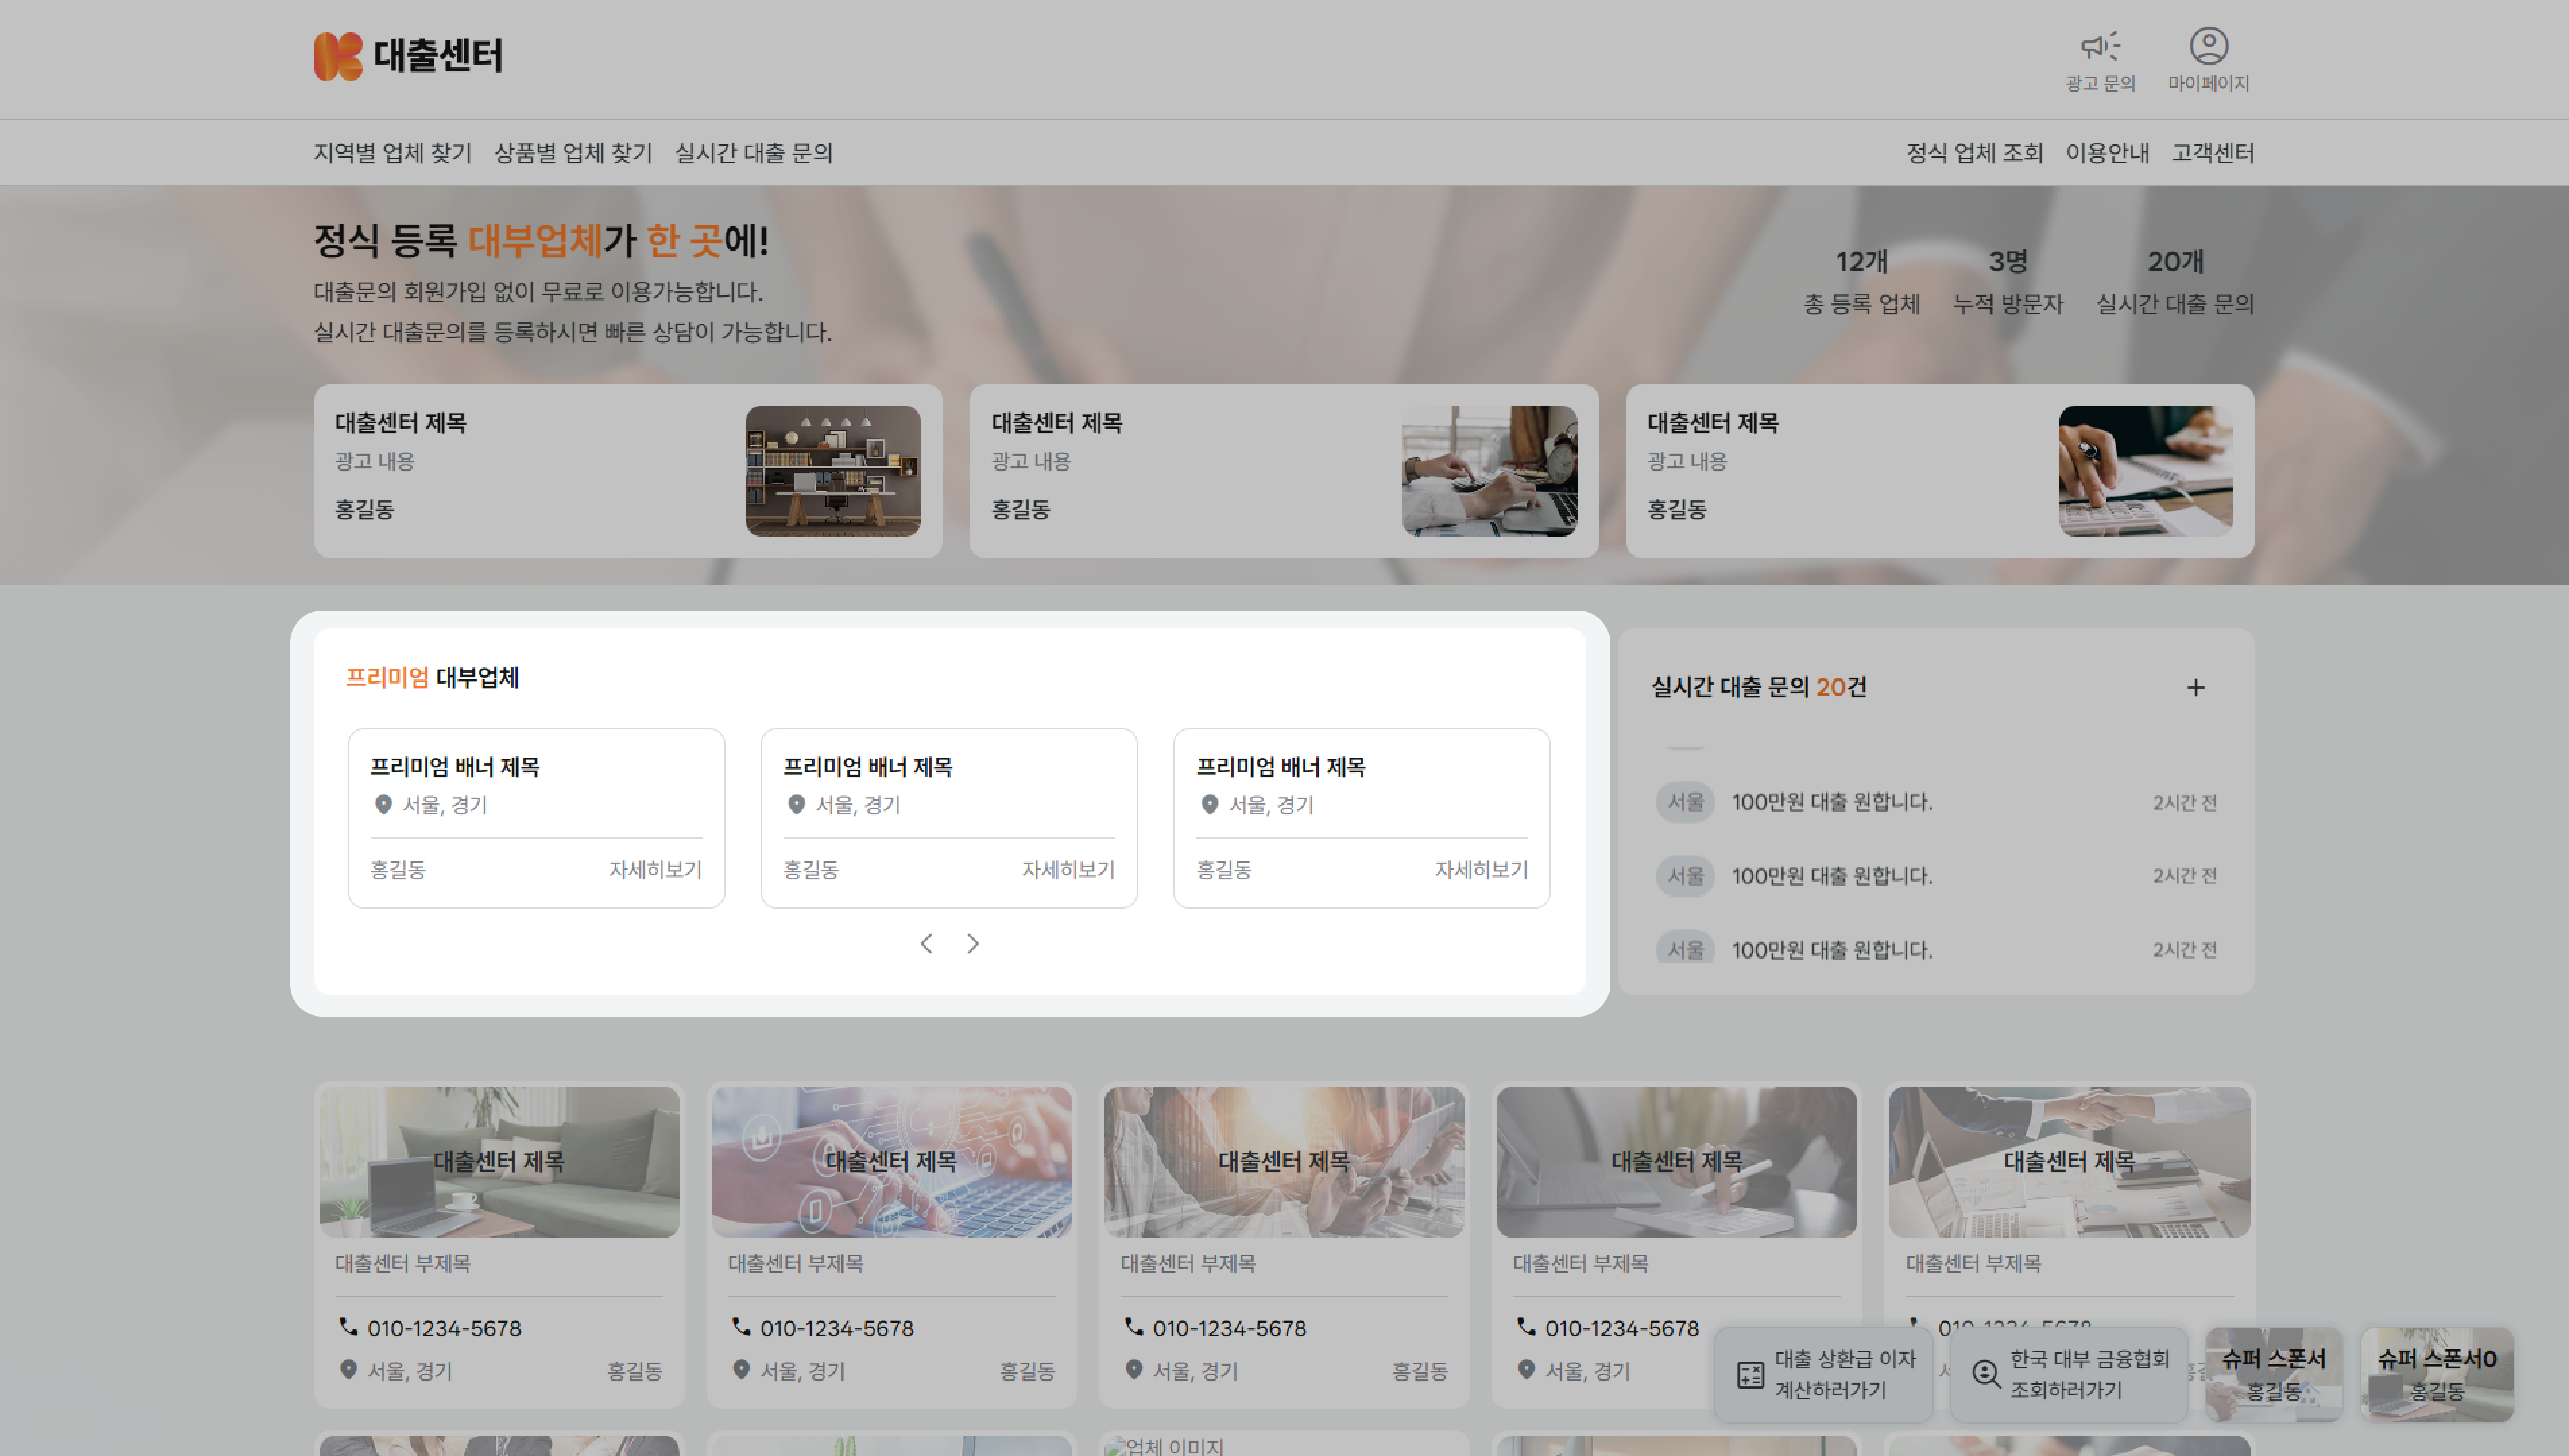 대출센터
광고 문의
마이페이지
지역별 업체 찾기
상품별 업체 찾기
실시간 대출 문의
정식 업체 조회
이용안내
고객센터
정식 등록 대부업체가 한 곳에!
대출문의 회원가입 없이 무료로 이용가능합니다.
실시간 대출문의를 등록하시면 빠른 상담이 가능합니다.
12개
총 등록 업체
3명
누적 방문자
20개
실시간 대출 문의
대출센터 제목
광고 내용
홍길동
대출센터 제목
광고 내용
홍길동
대출센터 제목
광고 내용
홍길동
프리미엄 대부업체
프리미엄 배너 제목
서울, 경기
홍길동
자세히보기
프리미엄 배너 제목
서울, 경기
홍길동
자세히보기
프리미엄 배너 제목
서울, 경기
홍길동
자세히보기
실시간 대출 문의 20건
서울 100만원 대출 원합니다. 2시간 전
서울 100만원 대출 원합니다. 2시간 전
서울 100만원 대출 원합니다. 2시간 전
대출센터 제목
대출센터 부제목
010-1234-5678
서울, 경기
홍길동
대출센터 제목
대출센터 부제목
010-1234-5678
서울, 경기
홍길동
대출센터 제목
대출센터 부제목
010-1234-5678
서울, 경기
홍길동
대출센터 제목
대출센터 부제목
010-1234-5678
서울, 경기
대출센터 제목
대출센터 부제목
010-1234-5678
대출 상환급 이자
계산하러가기
한국 대부 금융협회
조회하러가기
슈퍼 스폰서
홍길동
슈퍼 스폰서0
홍길동
업체 이미지